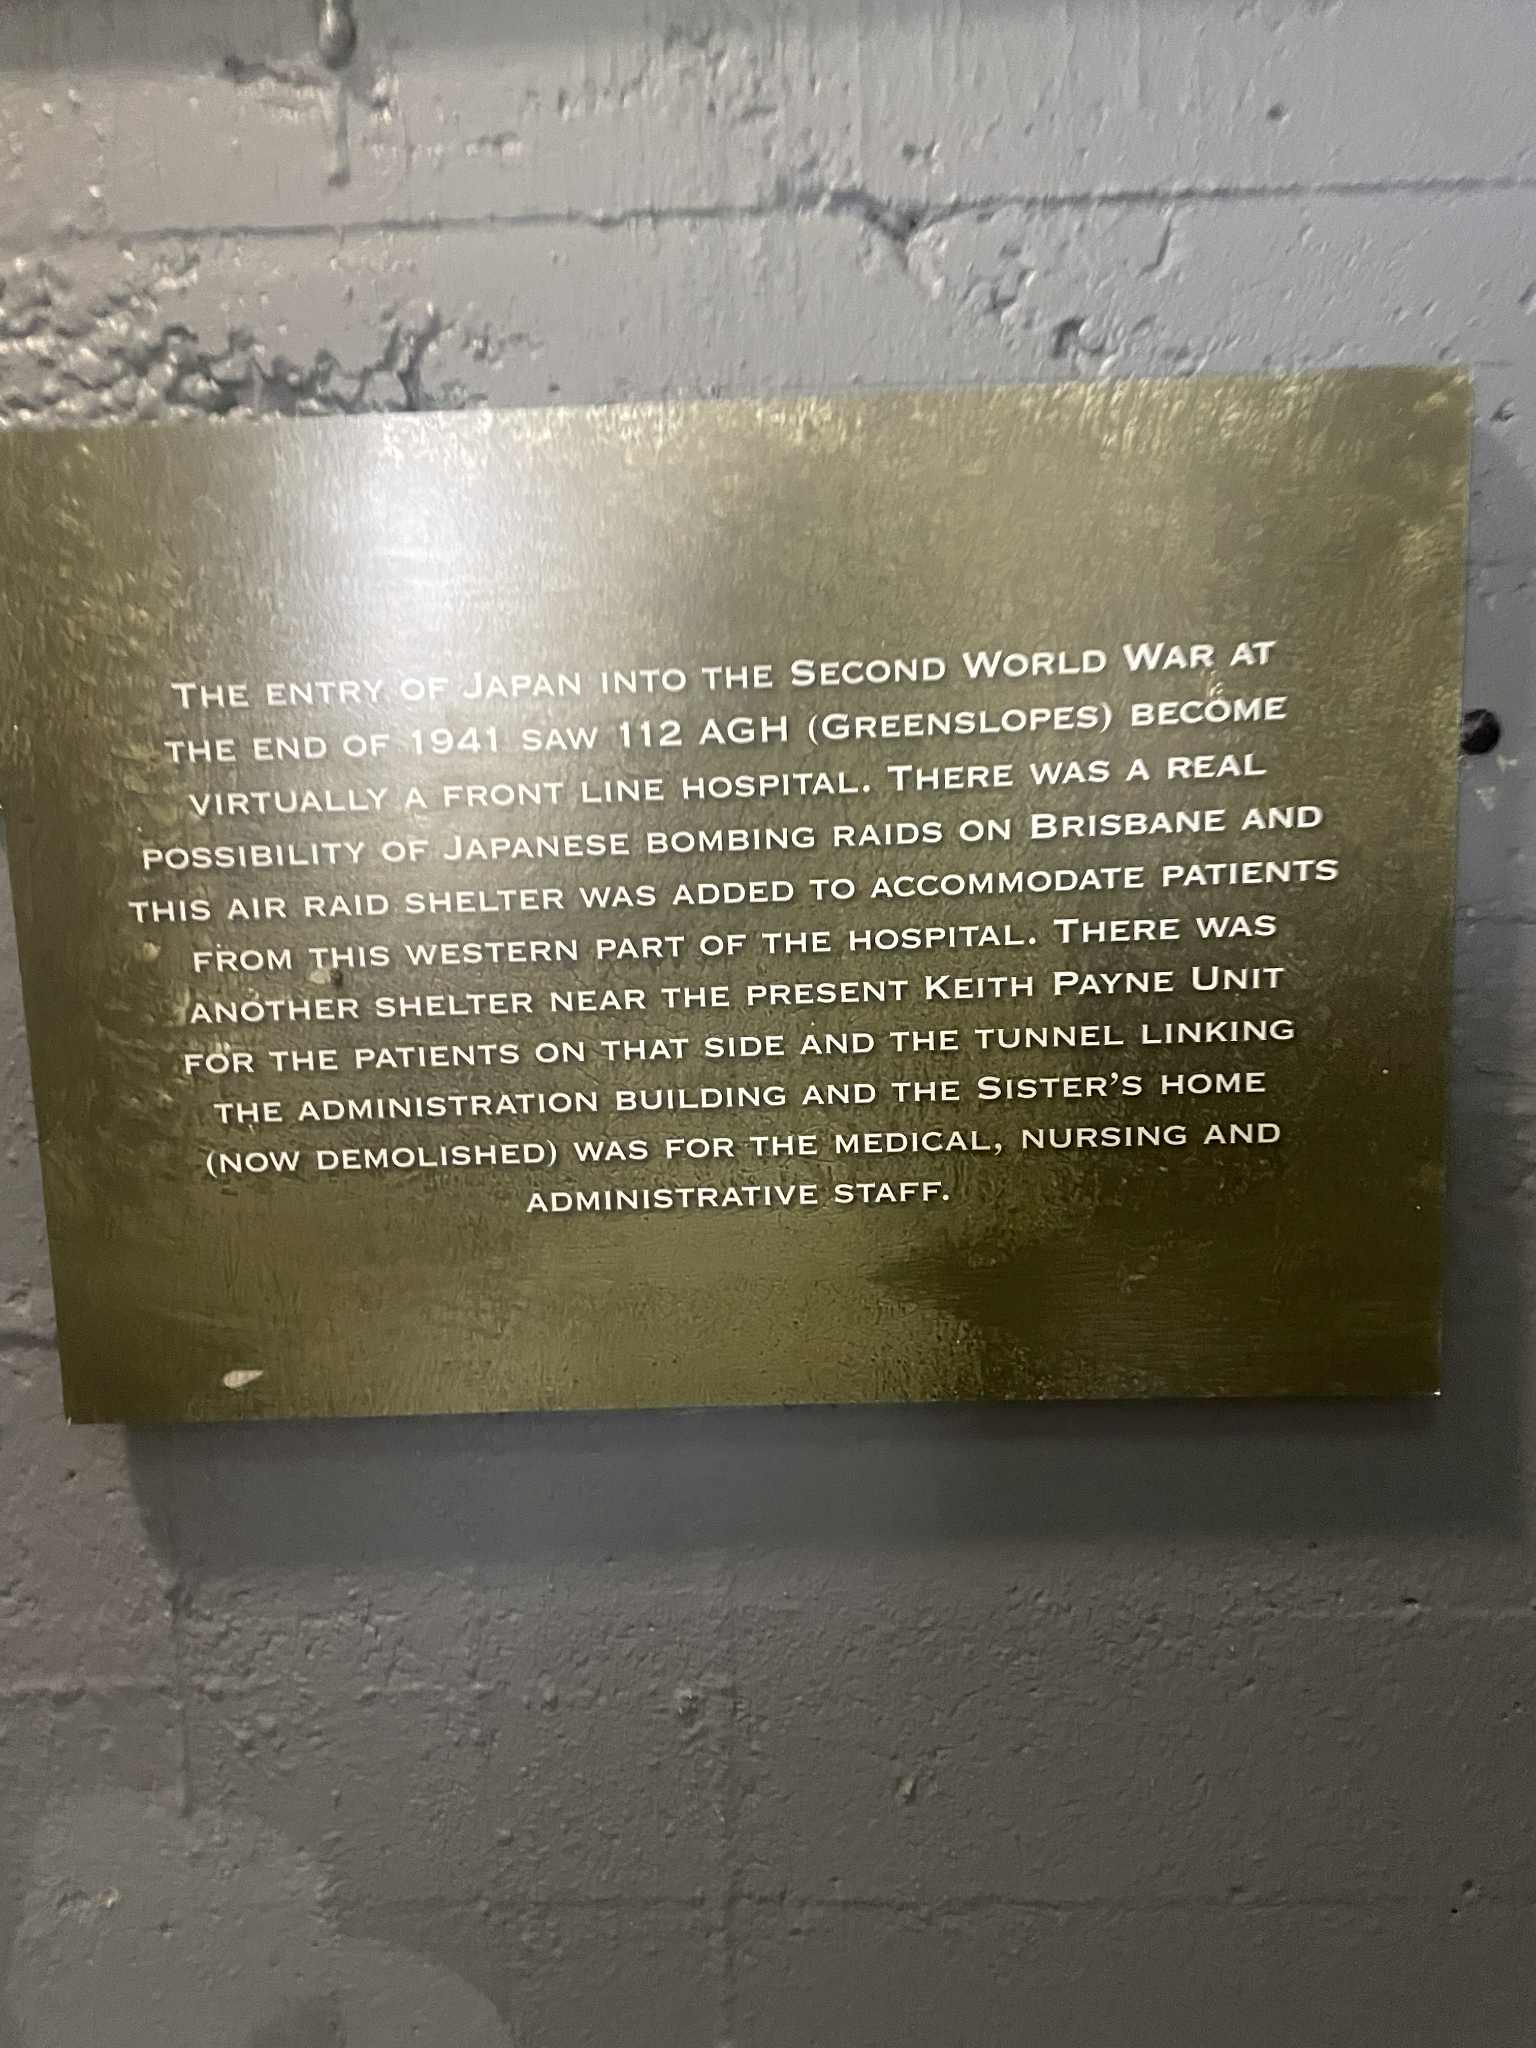 The entry of Japan into the Second World War at
the end of 1941 saw 112 AGH (Greenslopes) become
virtually a front line hospital. There was a real
possibility of Japanese bombing raids on Brisbane and
this air raid shelter was added to accommodate patients
from this western part of the hospital. There was
another shelter near the present Keith Payne Unit
for the patients on that side and the tunnel linking
the administration building and the Sister’s home
(now demolished) was for the medical, nursing and
administrative staff.